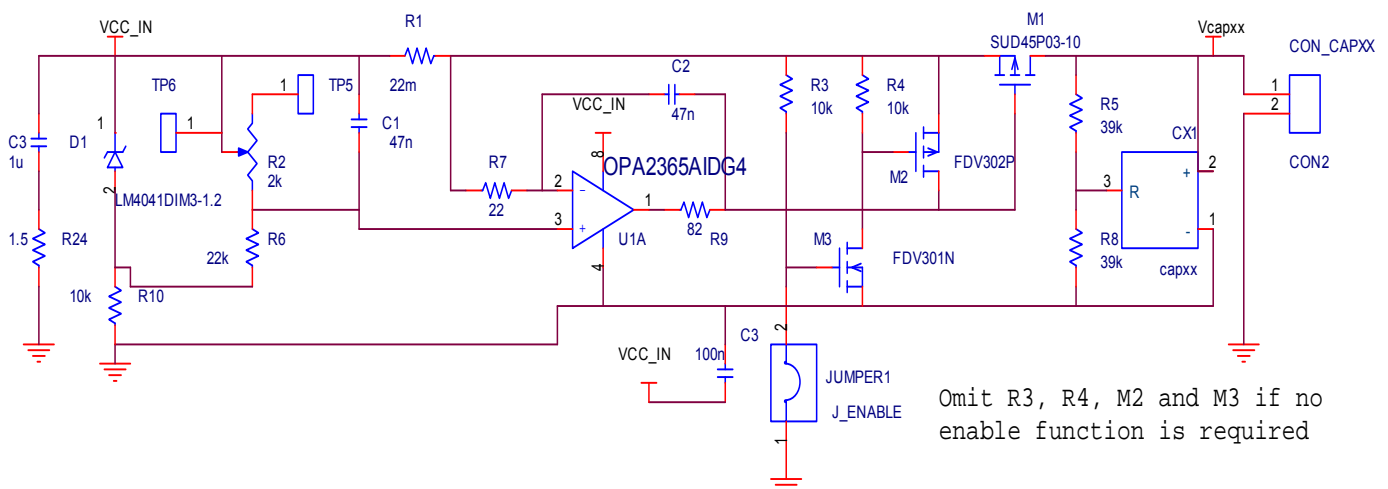 VCC_IN
R1
22m
M1
SUD45P03-10
Vcapxx
CON_CAPXX
1
2
CON2
TP6
1
1
TP5
C3
1u
D1
1
2
LM4041DIM3-1.2
R2
2k
C1
47n
C2
47n
VCC_IN
R3
10k
R4
10k
R5
39k
CX1
R7
22
8
OPA2365AIDG4
2
-
3
+
1
U1A
4
82
R9
M2
FDV302P
3
R
+
2
-
1
capxx
R8
39k
1.5
R24
R6
22k
M3
FDV301N
10k
R10
VCC_IN
100n
C3
2
JUMPER1
J_ENABLE
1
Omit R3, R4, M2 and M3 if no
enable function is required